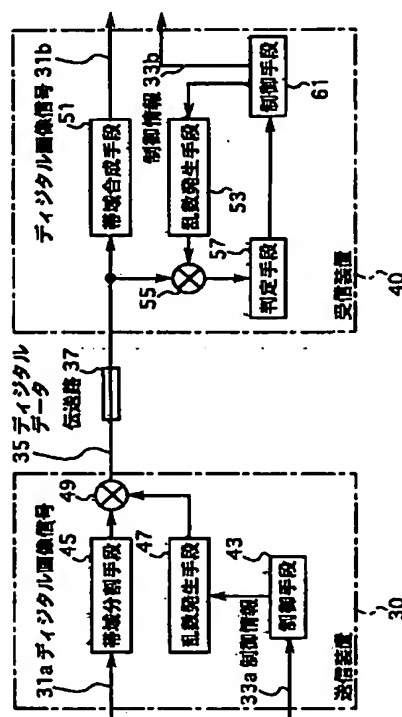 31a ディジタル画像信号
45
帯域分割手段
49
47
乱数発生手段
33a 制御情報
43
制御手段
送信装置
30
35 ディジタル
データ
伝送路 37
ディジタル画像信号 31b
51
帯域合成手段
制御情報 33b
乱数発生手段
53
55
57
判定手段
制御手段
61
受信装置
40